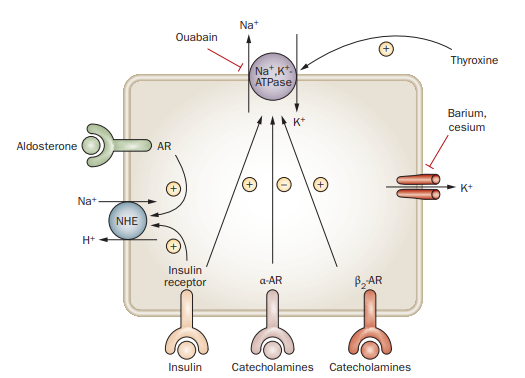 Na⁺
Ouabain
+
Thyroxine
Na⁺,K⁺-
ATPase
K⁺
Barium,
cesium
Aldosterone
AR
K+
+
+
–
+
Na+
NHE
H+
+
Insulin
receptor
α-AR
β₂-AR
Insulin
Catecholamines
Catecholamines